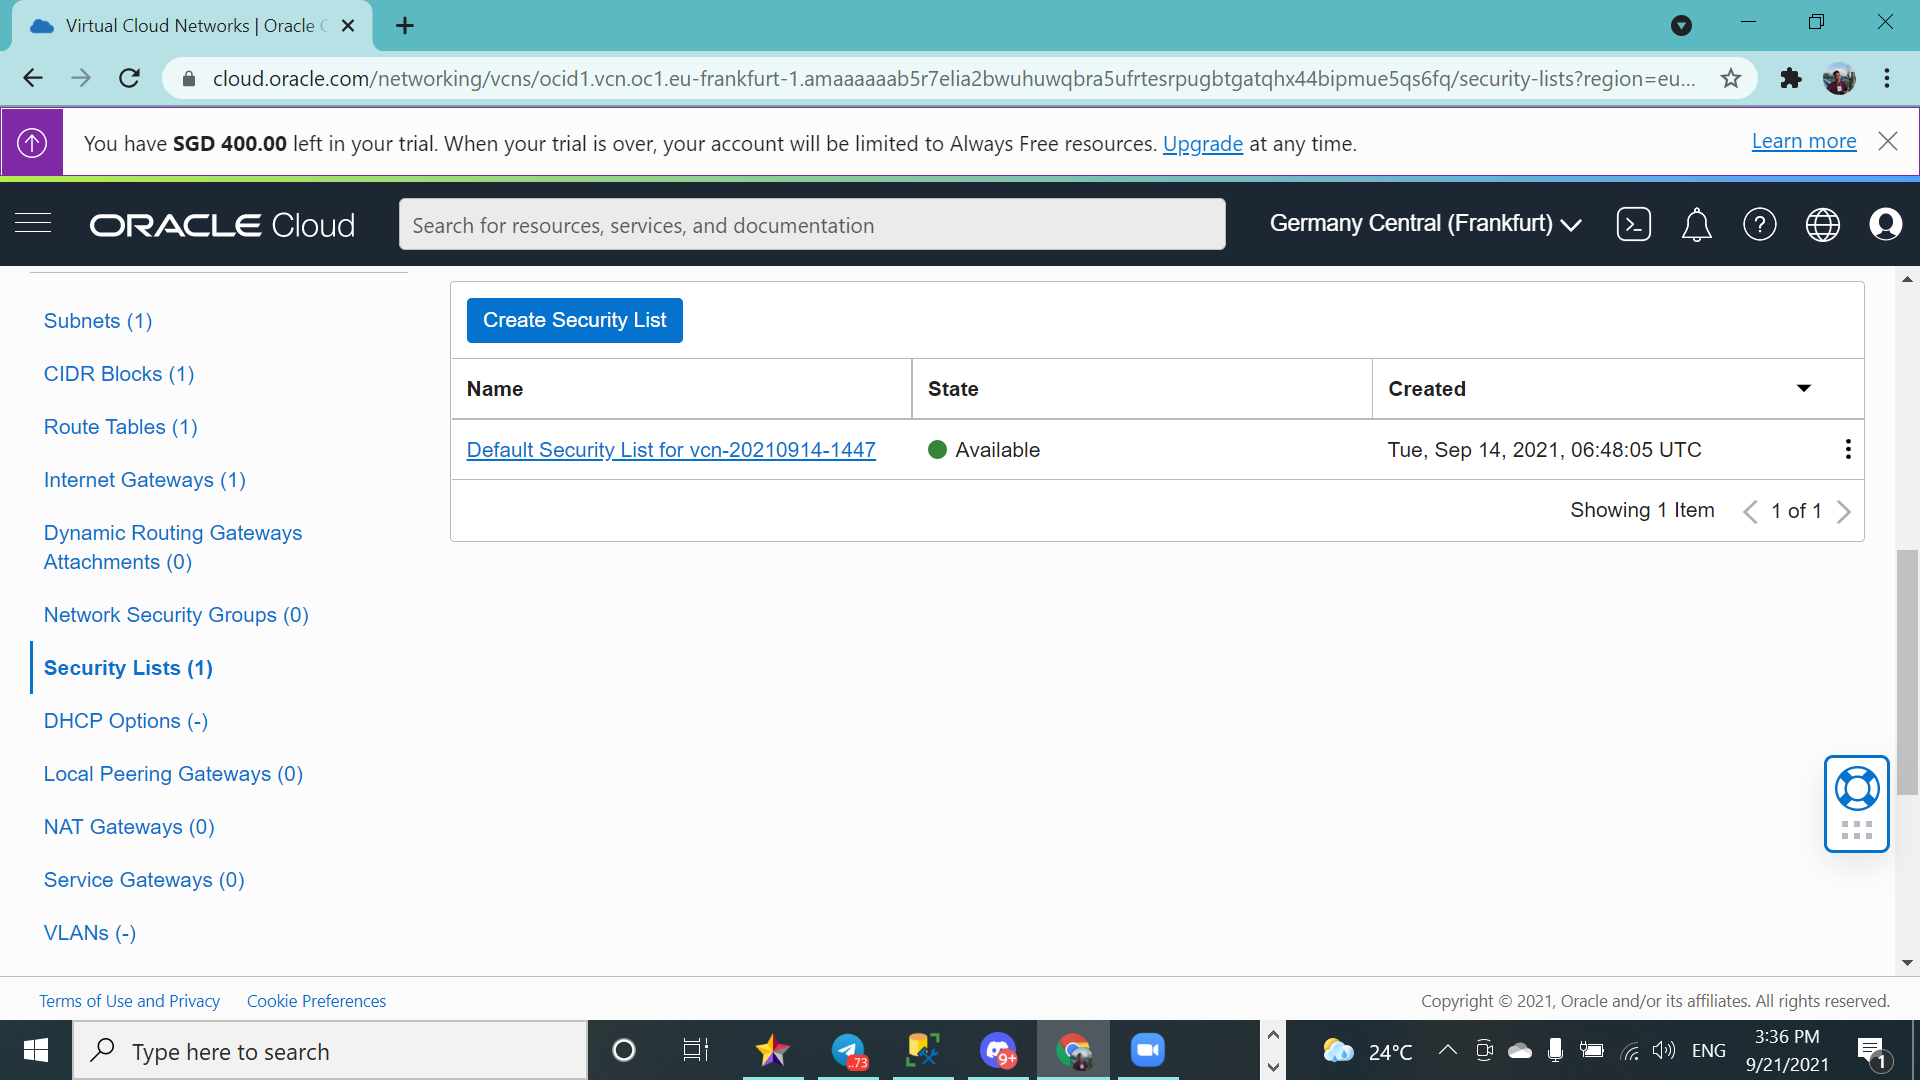 Virtual Cloud Networks | Oracle C
cloud.oracle.com/networking/vcns/ocid1.vcn.oc1.eu-frankfurt-1.amaaaaaab5r7elia2bwuhuwqbra5ufrtesrpugbtgatqhx44bipmue5qs6fq/security-lists?region=eu...
You have SGD 400.00 left in your trial. When your trial is over, your account will be limited to Always Free resources. Upgrade at any time.
Learn more
ORACLE Cloud
Search for resources, services, and documentation
Germany Central (Frankfurt)
Subnets (1)
CIDR Blocks (1)
Route Tables (1)
Internet Gateways (1)
Dynamic Routing Gateways
Attachments (0)
Network Security Groups (0)
Security Lists (1)
DHCP Options (-)
Local Peering Gateways (0)
NAT Gateways (0)
Service Gateways (0)
VLANs (-)
Create Security List
Name State Created
Default Security List for vcn-20210914-1447 Available Tue, Sep 14, 2021, 06:48:05 UTC
Showing 1 Item 1 of 1
Terms of Use and Privacy Cookie Preferences
Copyright © 2021, Oracle and/or its affiliates. All rights reserved.
Type here to search
..73
9+
24°C
ENG
3:36 PM
9/21/2021
1